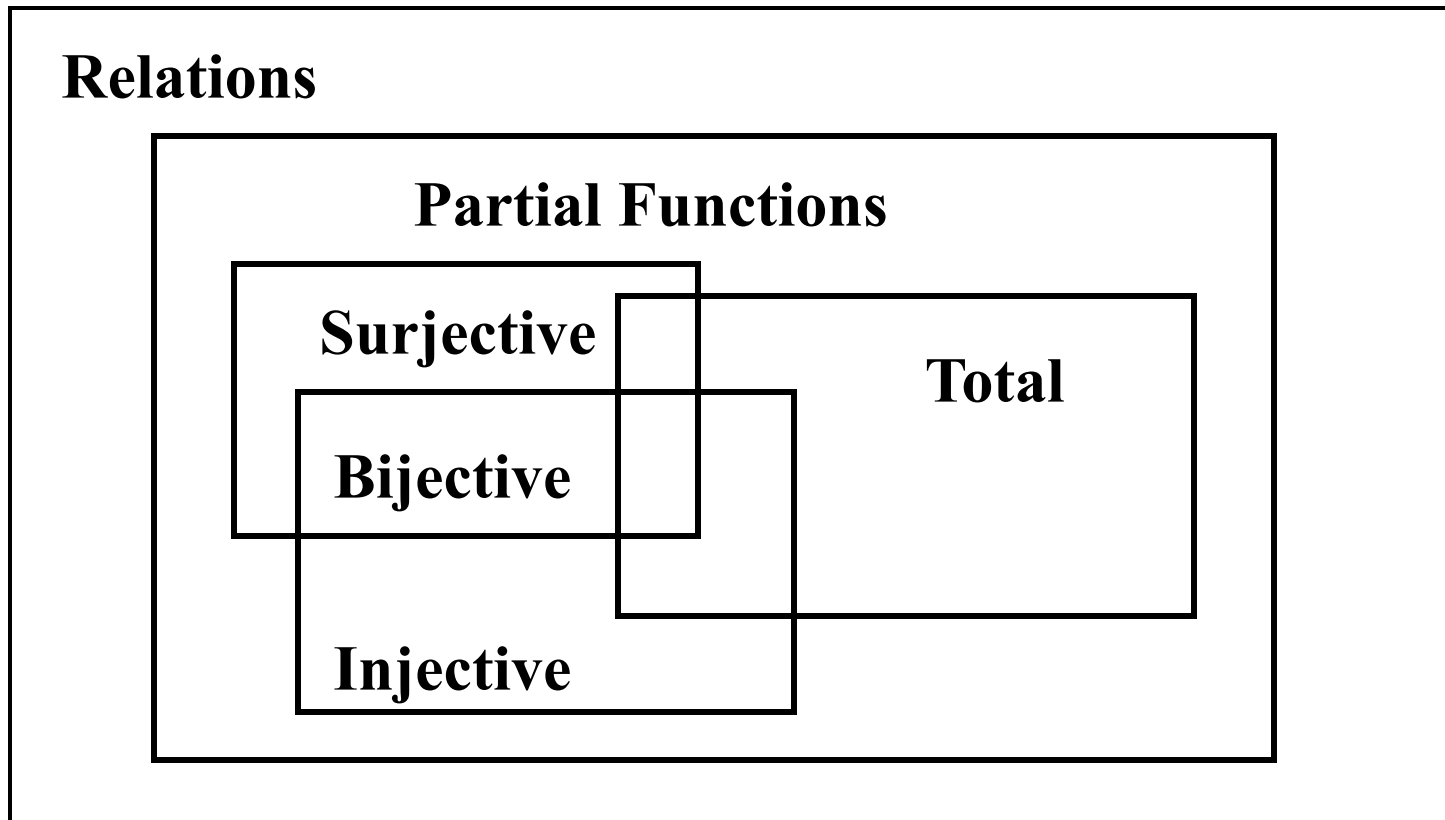 Relations
Partial Functions
Surjective
Total
Bijective
Injective